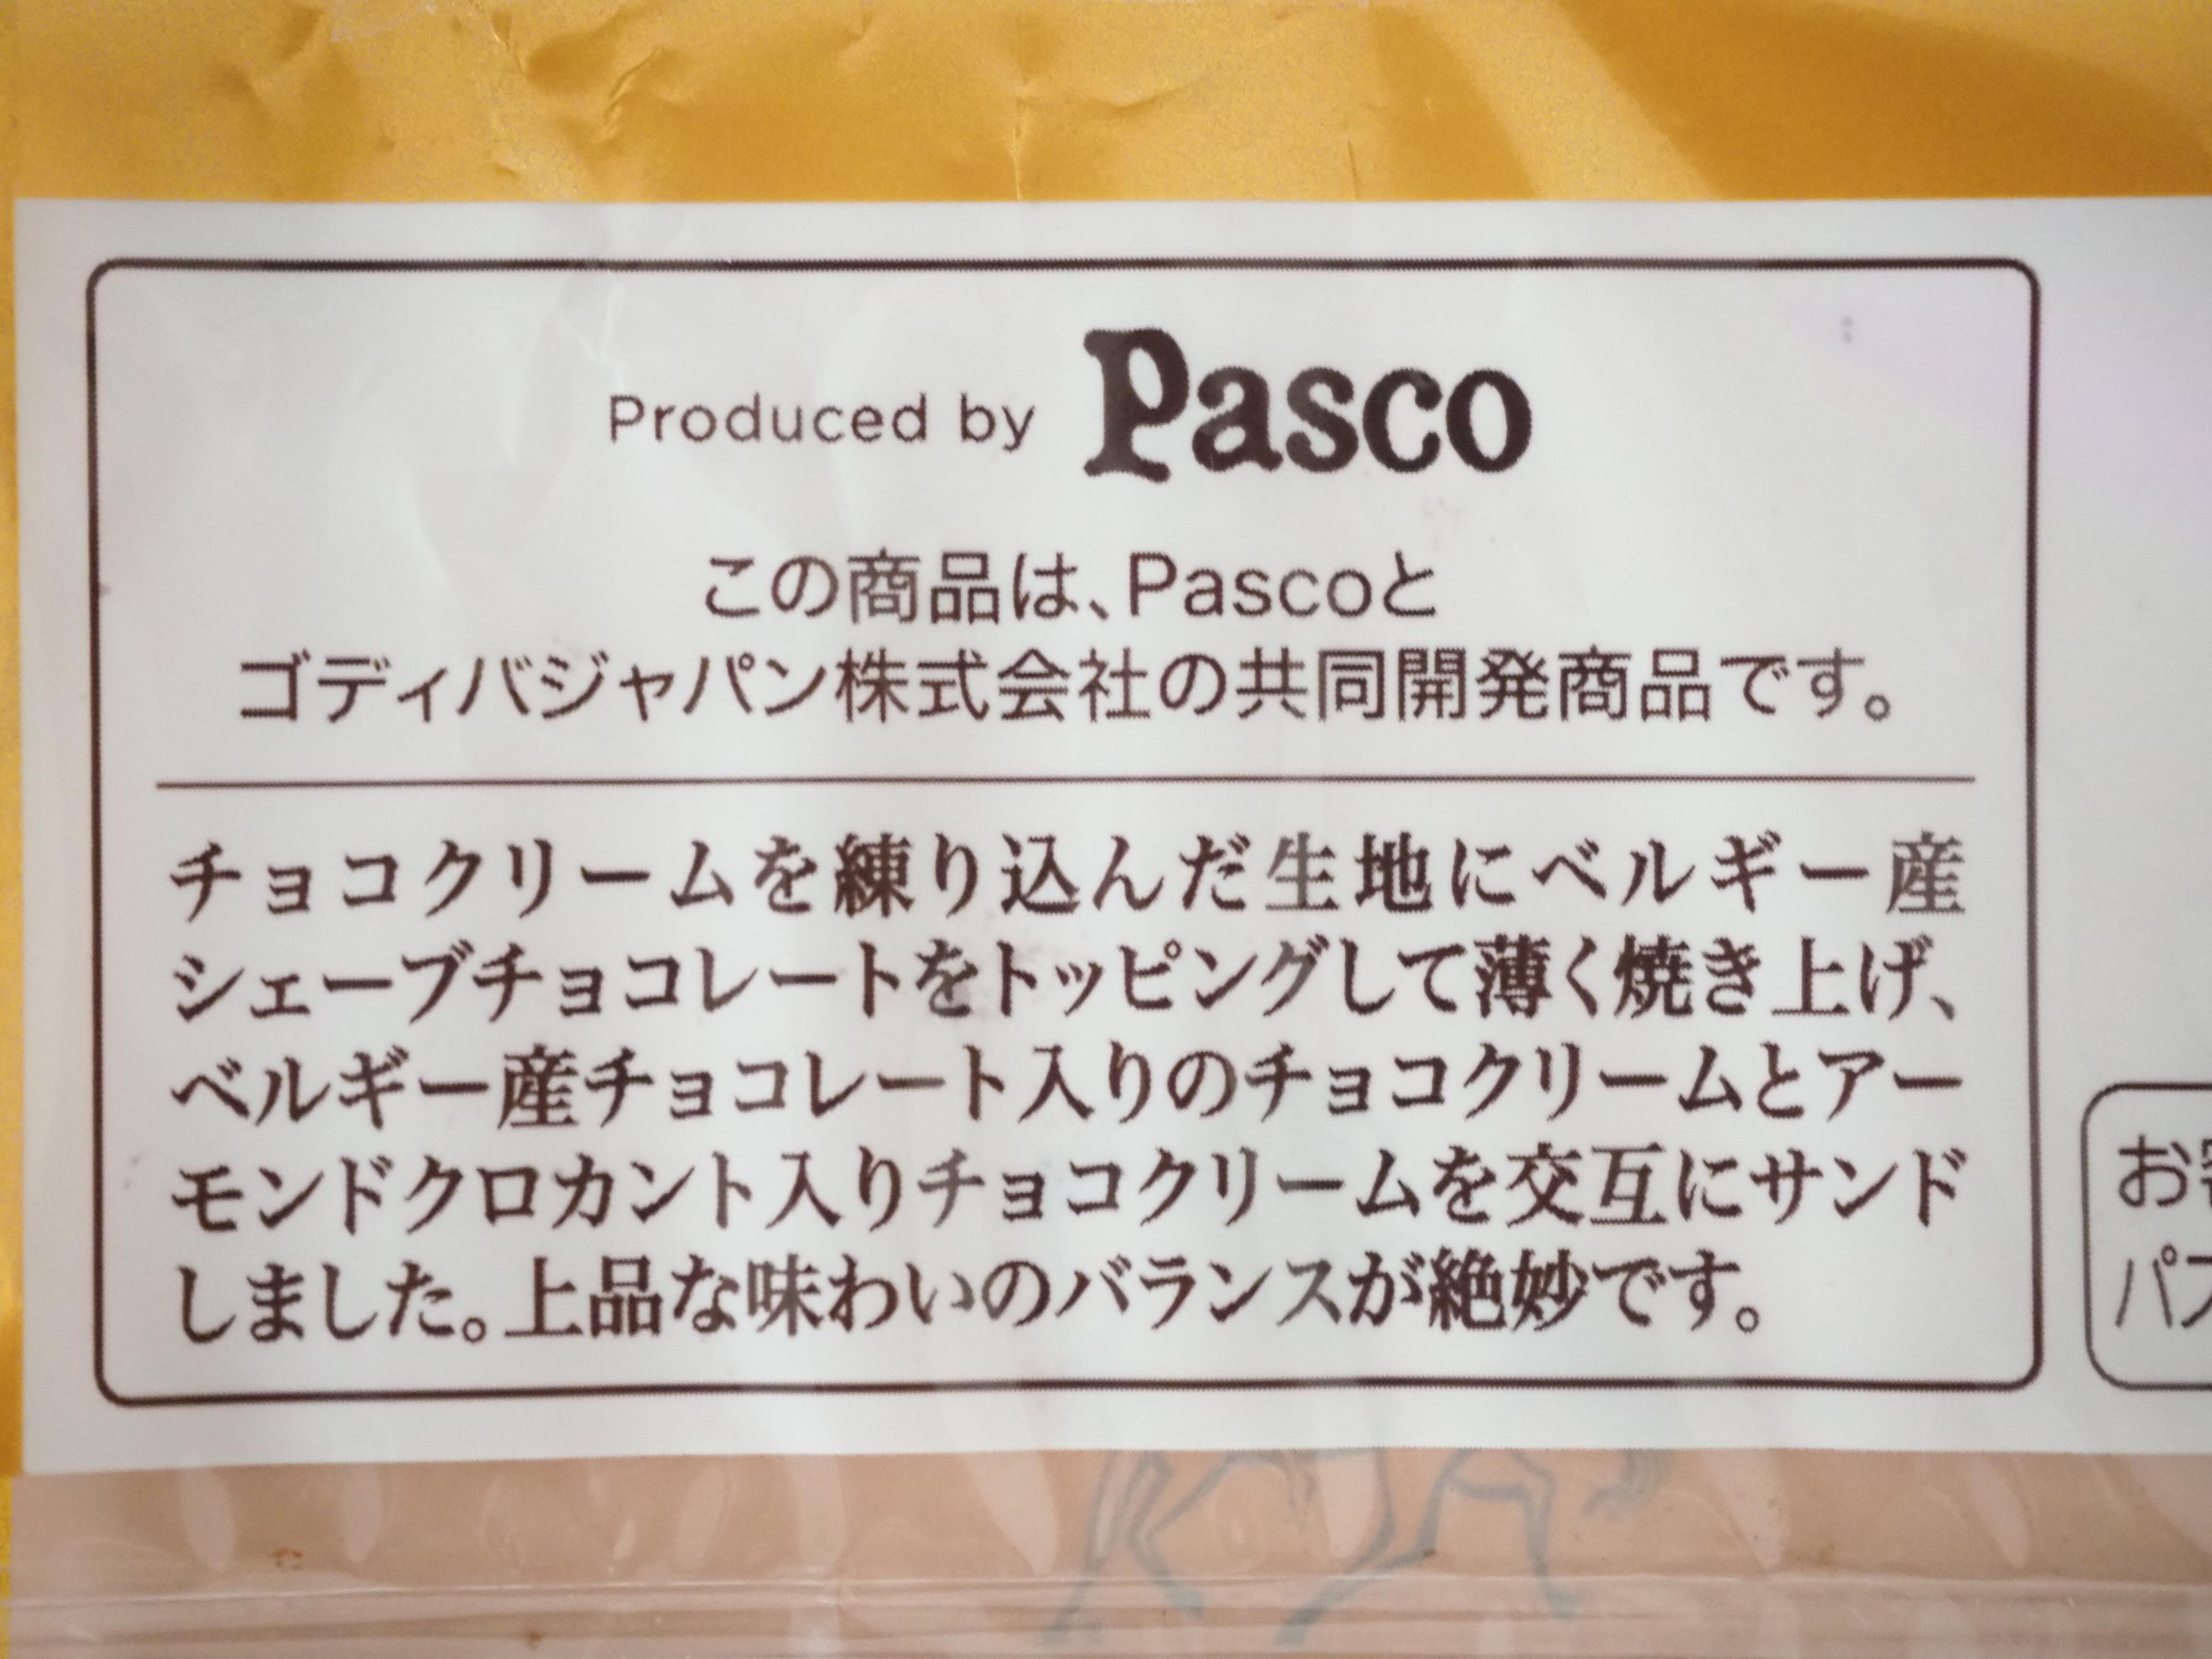 Produced by Pasco
この商品は、Pascoと
ゴディバジャパン株式会社の共同開発商品です。
チョコクリームを練り込んだ生地にベルギー産
シェーブチョコレートをトッピングして薄く焼き上げ、
ベルギー産チョコレート入りのチョコクリームとアー
モンドクロカント入りチョコクリームを交互にサンド
しました。上品な味わいのバランスが絶妙です。
お
パ